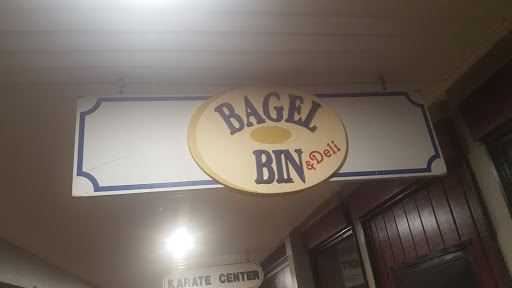 BAGEL
BIN
& Deli
KARATE CENTER